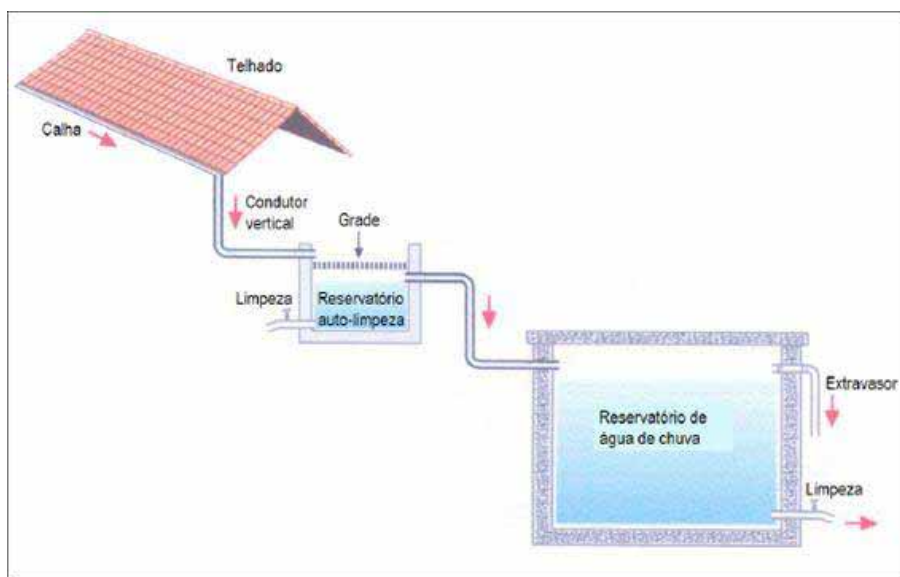 Telhado
Calha
Condutor
vertical
Grade
Limpeza
Reservatório
auto-limpeza
Extravasor
Reservatório de
água de chuva
Limpeza